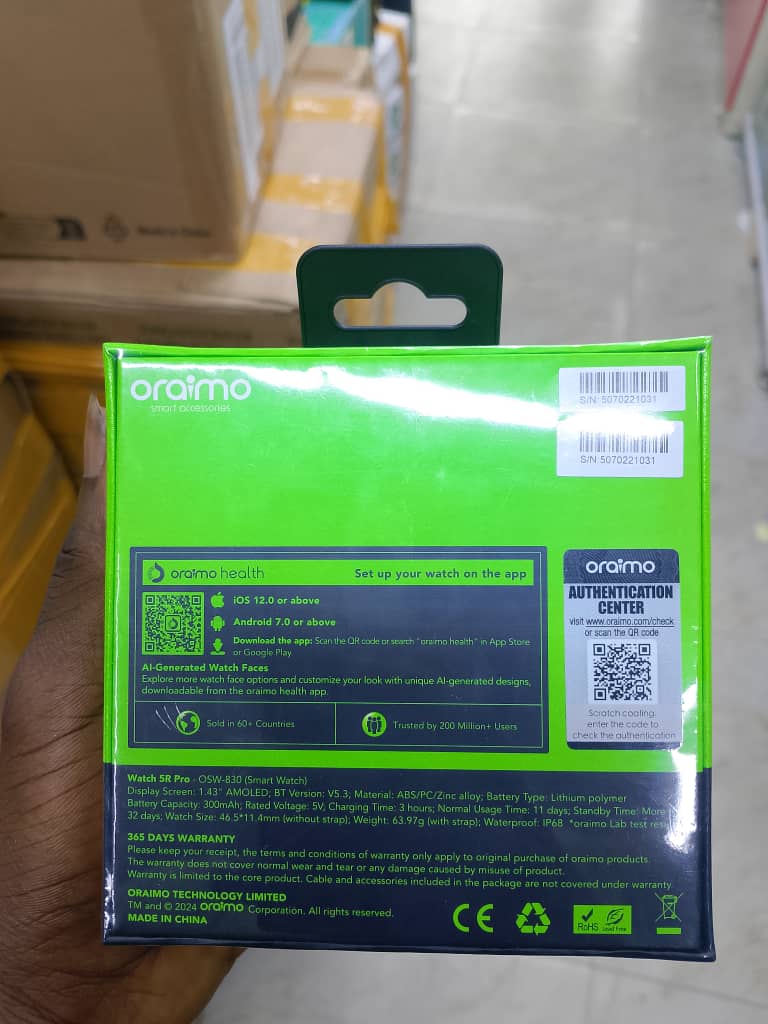 oraimo
smart accessories
S/N: 5070221031
S/N: 5070221031
oraimo health
Set up your watch on the app
iOS 12.0 or above
Android 7.0 or above
Download the app: Scan the QR code or search "oraimo health" in App Store
or Google Play
AI-Generated Watch Faces
Explore more watch face options and customize your look with unique AI-generated designs,
downloadable from the oraimo health app.
Sold in 60+ Countries
Trusted by 200 Million+ Users
oraimo
AUTHENTICATION
CENTER
visit www.oraimo.com/check
or scan the QR code
Scratch coating:
enter the code to
check the authentication
Watch 5R Pro - OSW-830 (Smart Watch)
Display Screen: 1.43" AMOLED; BT Version: V5.3; Material: ABS/PC/Zinc alloy; Battery Type: Lithium polymer
Battery Capacity: 300mAh; Rated Voltage: 5V; Charging Time: 3 hours; Normal Usage Time: 11 days; Standby Time: More
32 days; Watch Size: 46.5*11.4mm (without strap); Weight: 63.97g (with strap); Waterproof: IP68 *oraimo Lab test
365 DAYS WARRANTY
Please keep your receipt, the terms and conditions of warranty only apply to original purchase of oraimo products.
The warranty does not cover normal wear and tear or any damage caused by misuse of product.
Warranty is limited to the core product. Cable and accessories included in the package are not covered under warranty
ORAIMO TECHNOLOGY LIMITED
TM and © 2024 oraimo Corporation. All rights reserved.
MADE IN CHINA
CE
RoHS
Lead Free